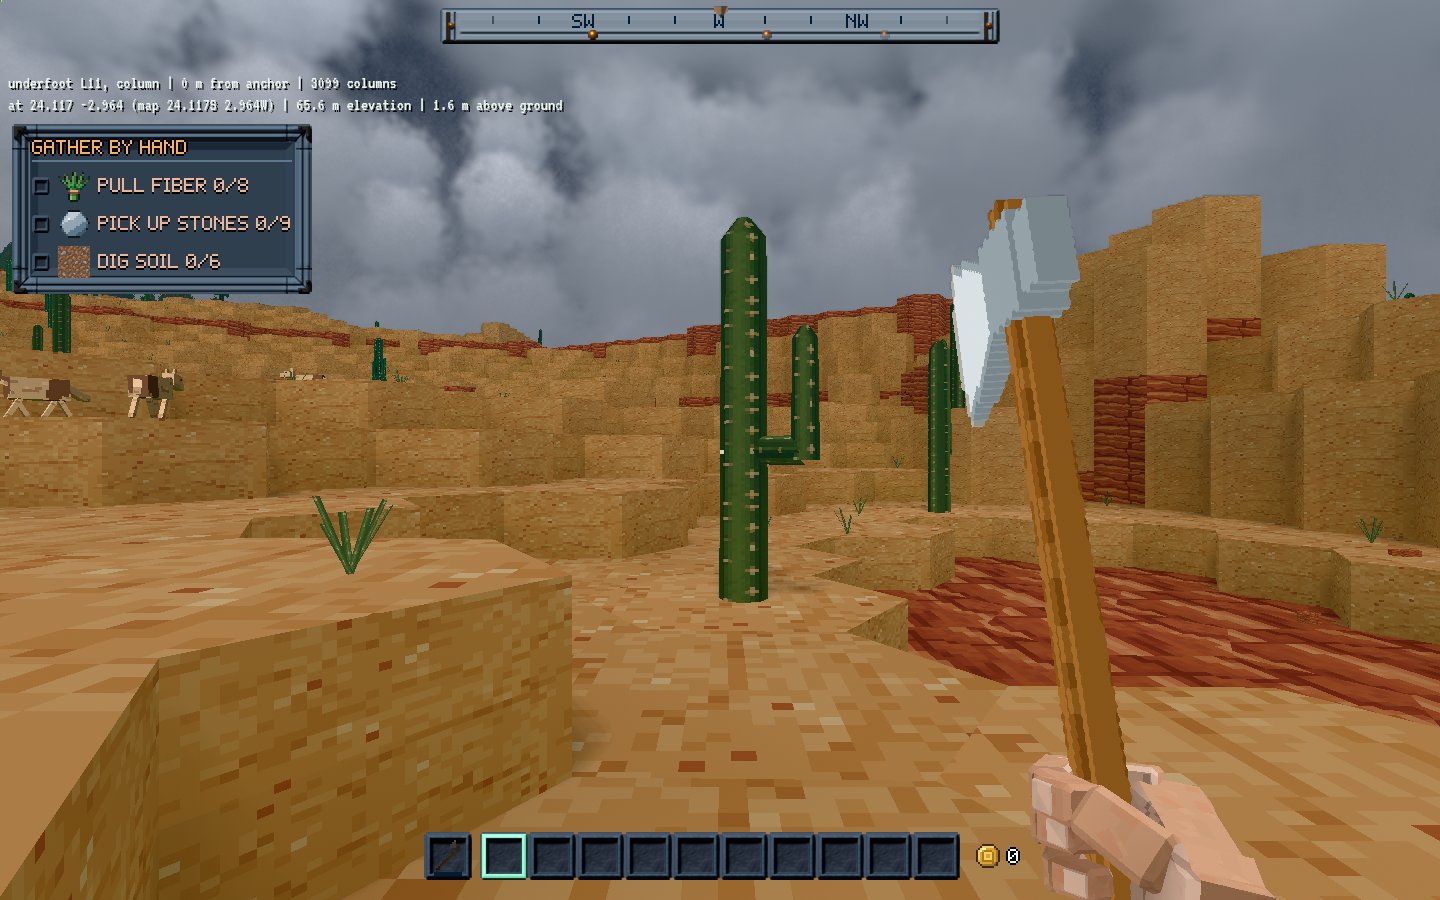 SW W NW
underfoot L11, column | 0 m from anchor | 3099 columns
at 24.117 -2.964 (map 24.117S 2.964W) | 65.6 m elevation | 1.6 m above ground
GATHER BY HAND
PULL FIBER 0/8
PICK UP STONES 0/9
DIG SOIL 0/6
0